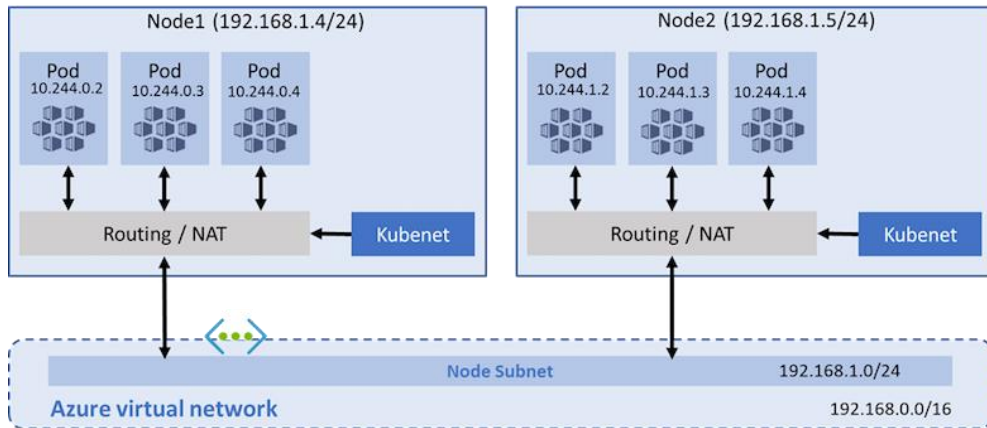 Node1 (192.168.1.4/24)
Pod
10.244.0.2
Pod
10.244.0.3
Pod
10.244.0.4
Routing / NAT
Kubenet
Node2 (192.168.1.5/24)
Pod
10.244.1.2
Pod
10.244.1.3
Pod
10.244.1.4
Routing / NAT
Kubenet
Node Subnet
192.168.1.0/24
Azure virtual network
192.168.0.0/16